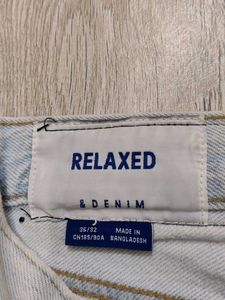 RELAXED
& DENIM
36/32
CN185/90A
MADE IN
BANGLADESH